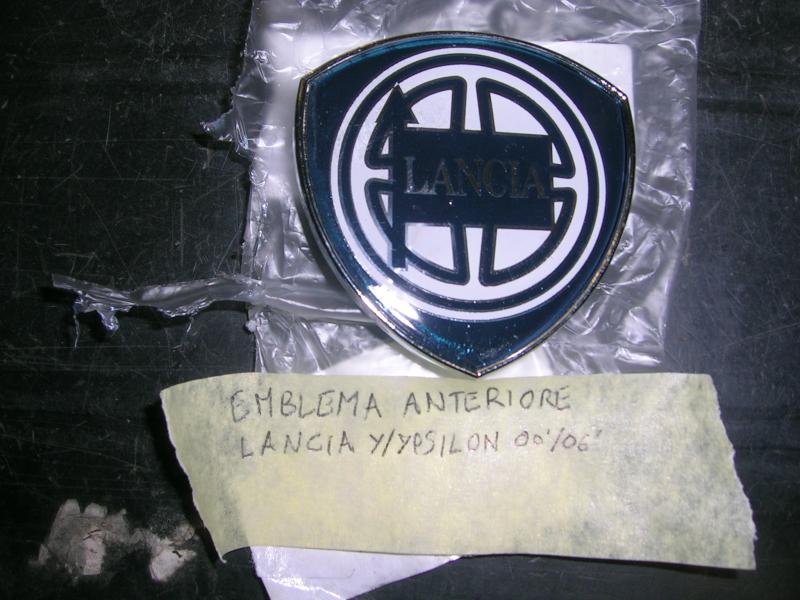 LANCIA
EMBLEMA ANTERIORE
LANCIA Y/YPSILON 00'/06'